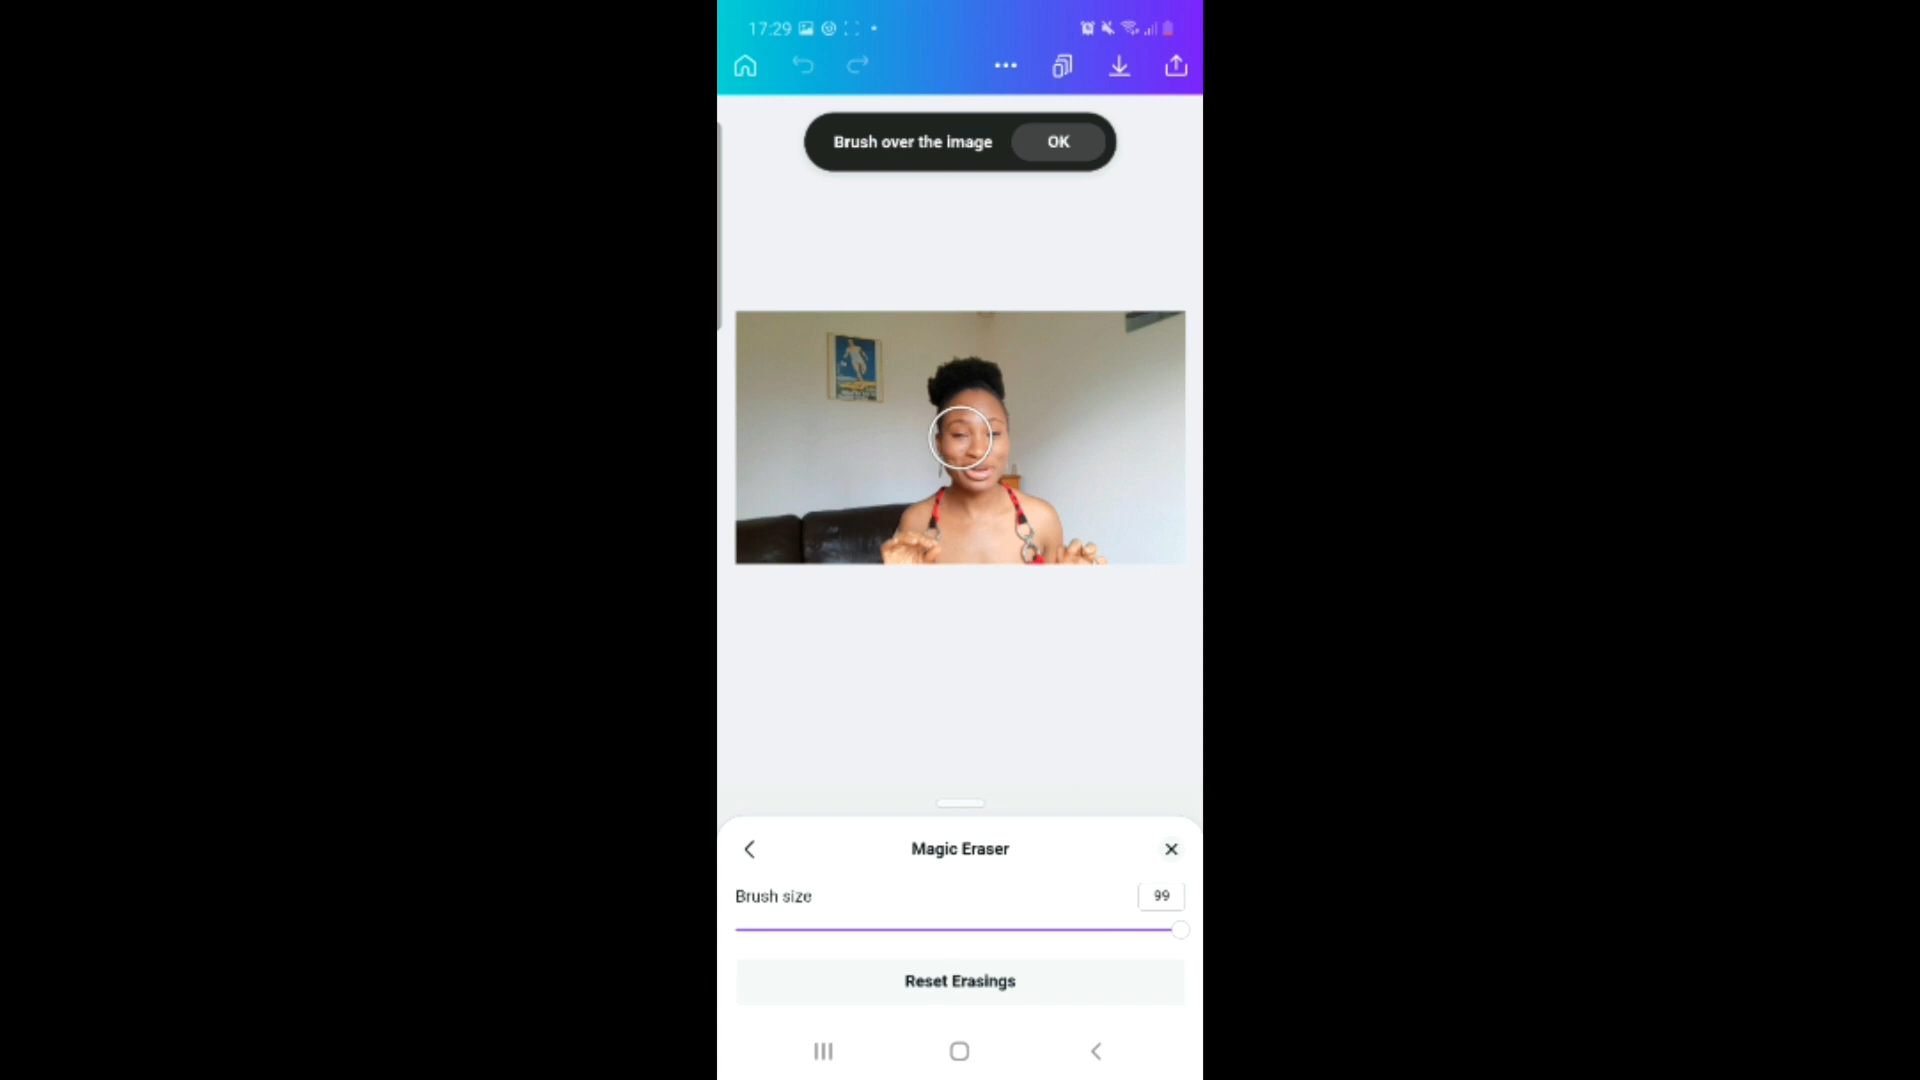 17:29
Brush over the image OK
Magic Eraser
Brush size 99
Reset Erasings